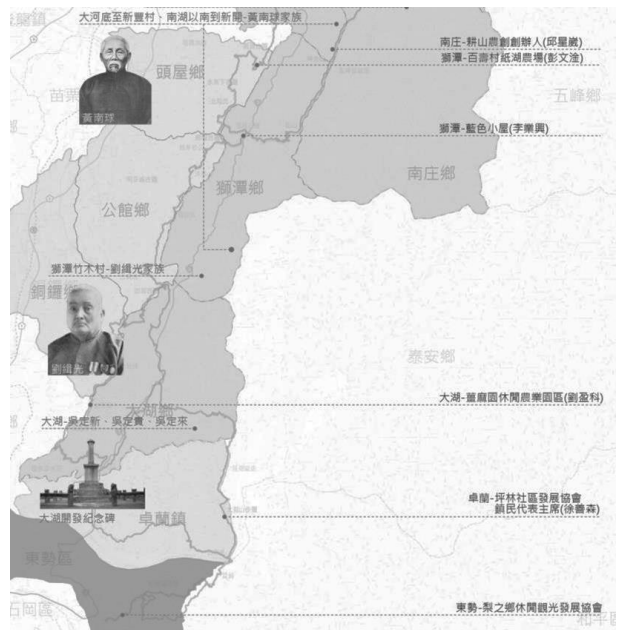 大河底至新豐村、南湖以南到新開-黃南球家族
南庄-耕山農創創辦人(邱星崴)
獅潭-百壽村紙湖農場(彭文淦)
頭屋鄉
五峰鄉
黃南球
獅潭-藍色小屋(李業興)
南庄鄉
獅潭鄉
公館鄉
獅潭竹木村-劉緝光家族
銅鑼鄉
泰安鄉
劉緝光
大湖-薑麻園休閒農業園區(劉盈科)
大湖鄉
大湖-吳定新、吳定貴、吳定來
卓蘭-坪林社區發展協會
鎮民代表主席(徐善森)
大湖開發紀念碑
卓蘭鎮
東勢區
石岡區
東勢-梨之鄉休閒觀光發展協會
和平區